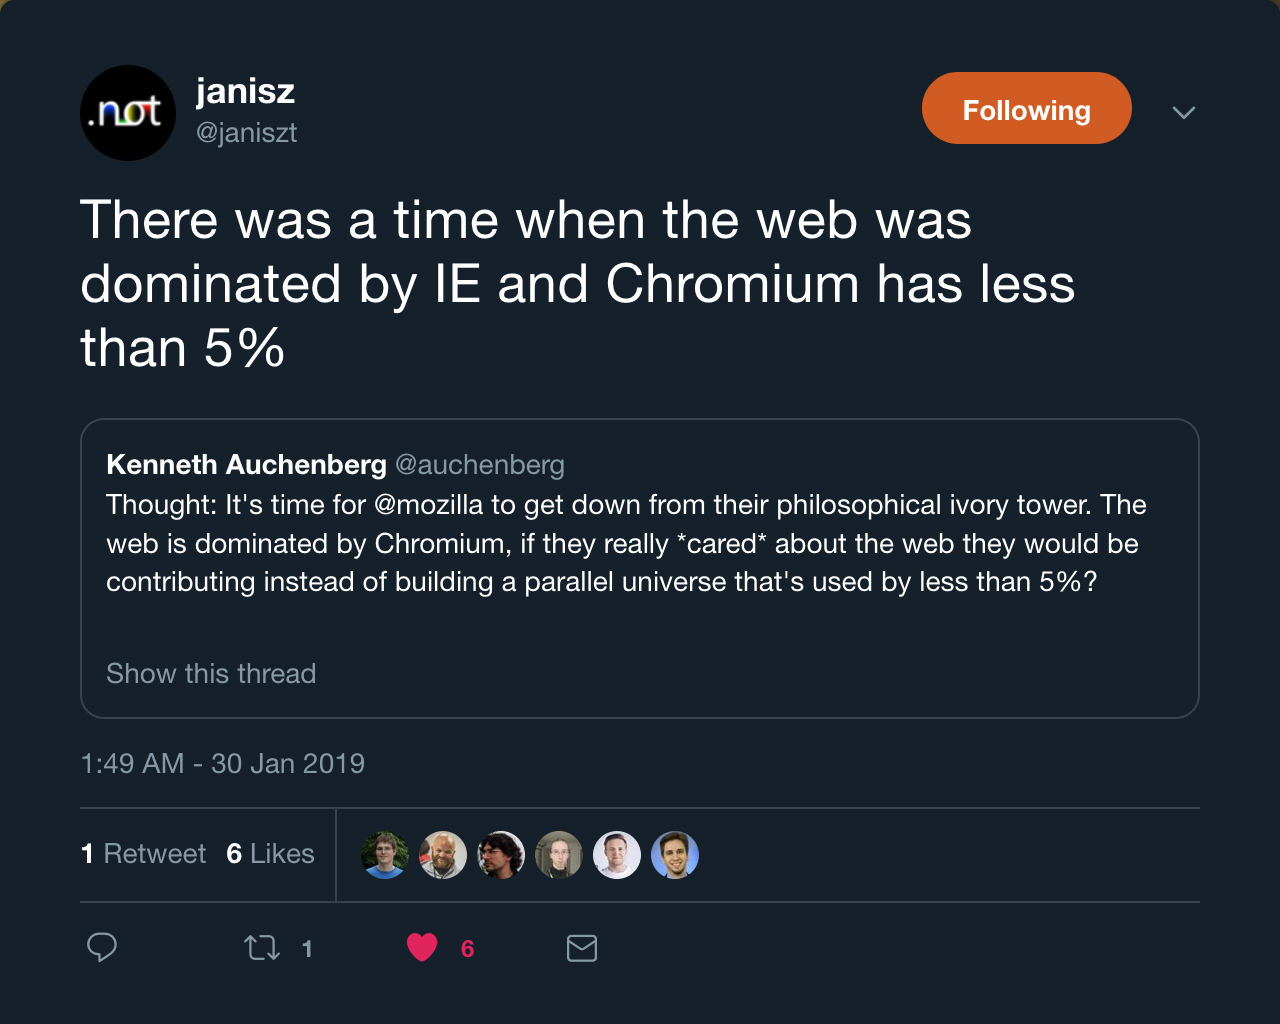 .not
janisz
@janiszt
Following
There was a time when the web was
dominated by IE and Chromium has less
than 5%
Kenneth Auchenberg @auchenberg
Thought: It's time for @mozilla to get down from their philosophical ivory tower. The
web is dominated by Chromium, if they really *cared* about the web they would be
contributing instead of building a parallel universe that's used by less than 5%?
Show this thread
1:49 AM - 30 Jan 2019
1 Retweet 6 Likes
1 6